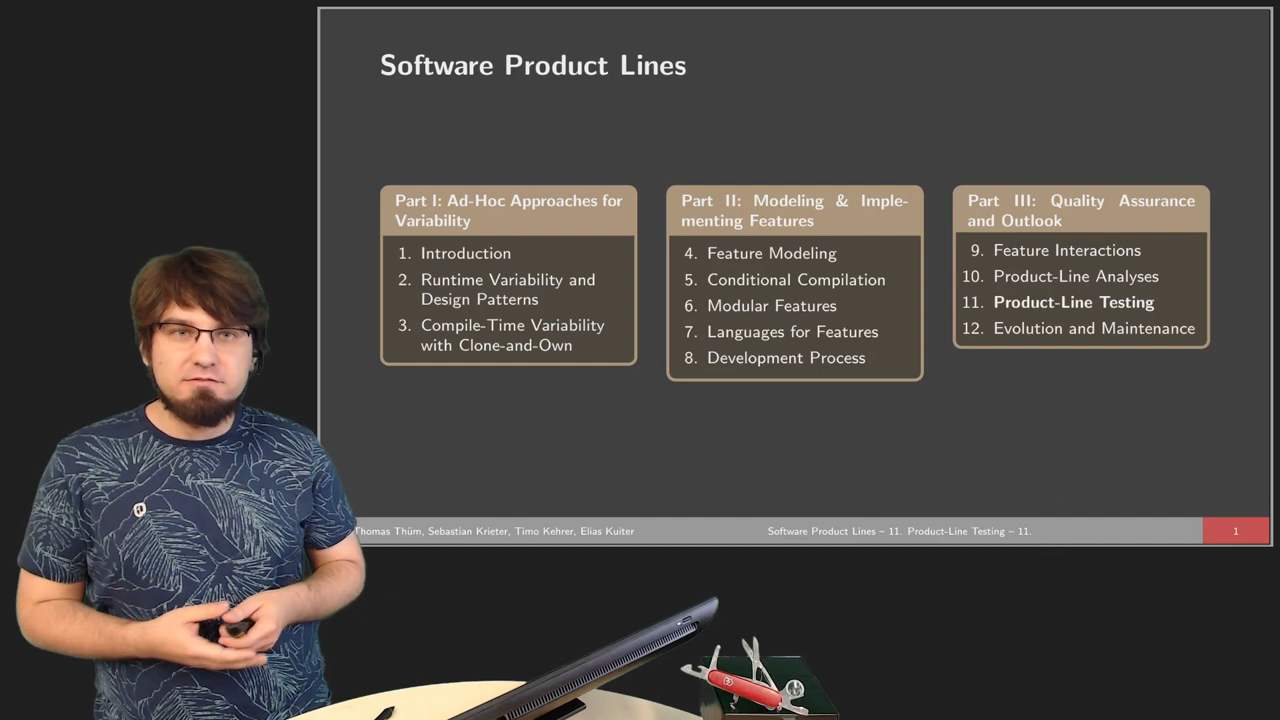 Software Product Lines
Part I: Ad-Hoc Approaches for
Variability
1. Introduction
2. Runtime Variability and
Design Patterns
3. Compile-Time Variability
with Clone-and-Own
Part II: Modeling & Imple-
menting Features
4. Feature Modeling
5. Conditional Compilation
6. Modular Features
7. Languages for Features
8. Development Process
Part III: Quality Assurance
and Outlook
9. Feature Interactions
10. Product-Line Analyses
11. Product-Line Testing
12. Evolution and Maintenance
Thomas Thüm, Sebastian Krieter, Timo Kehrer, Elias Kuiter
Software Product Lines – 11. Product-Line Testing – 11.
1